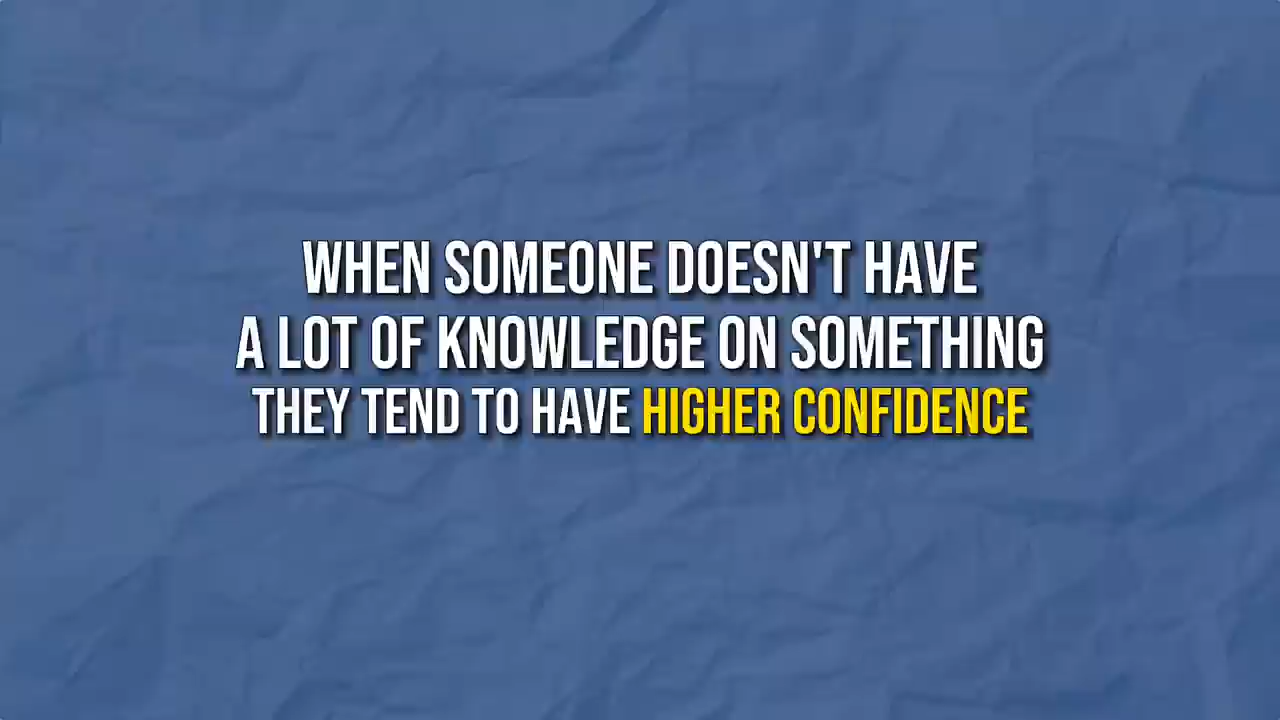 WHEN SOMEONE DOESN'T HAVE
A LOT OF KNOWLEDGE ON SOMETHING
THEY TEND TO HAVE HIGHER CONFIDENCE